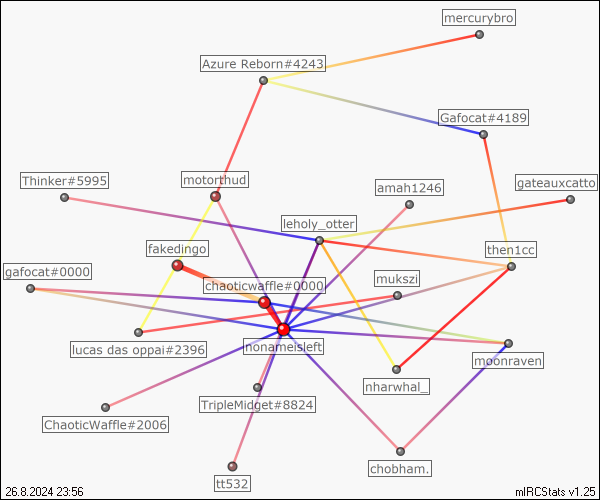 mercurybro
Azure Reborn#4243
Gafocat#4189
Thinker#5995
motorthud
amah1246
gateauxcatto
leholy_otter
fakedingo
then1cc
gafocat#0000
chaoticwaffle#0000
mukszi
lucas das oppai#2396
nonameisleft
moonraven
nharwhal_
TripleMidget#8824
ChaoticWaffle#2006
chobham.
tt532
26.8.2024 23:56
mIRCStats v1.25